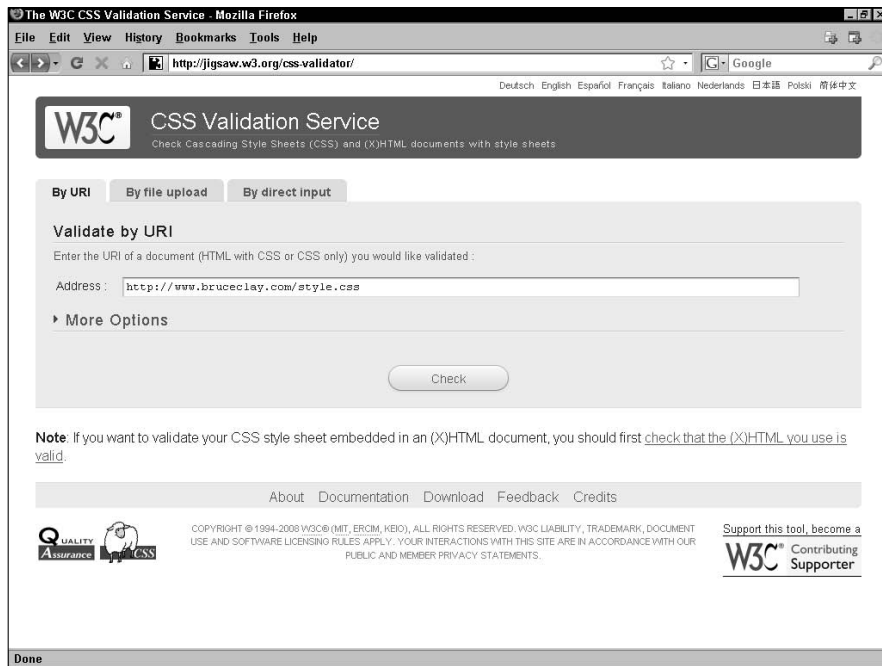 The W3C CSS Validation Service - Mozilla Firefox
File Edit View History Bookmarks Tools Help
http://jigsaw.w3.org/css-validator/
G Google
Deutsch English Español Français Italiano Nederlands 日本語 Polski 简体中文
W3C® CSS Validation Service
Check Cascading Style Sheets (CSS) and (X)HTML documents with style sheets
By URI By file upload By direct input
Validate by URI
Enter the URI of a document (HTML with CSS or CSS only) you would like validated :
Address : http://www.bruceclay.com/style.css
More Options
Check
Note: If you want to validate your CSS style sheet embedded in an (X)HTML document, you should first check that the (X)HTML you use is
valid.
About Documentation Download Feedback Credits
QUALITY
Assurance CSS
COPYRIGHT © 1994-2008 W3C® (MIT, ERCIM, KEIO), ALL RIGHTS RESERVED. W3C LIABILITY, TRADEMARK, DOCUMENT
USE AND SOFTWARE LICENSING RULES APPLY. YOUR INTERACTIONS WITH THIS SITE ARE IN ACCORDANCE WITH OUR
PUBLIC AND MEMBER PRIVACY STATEMENTS.
Support this tool, become a
W3C® Contributing
Supporter
Done